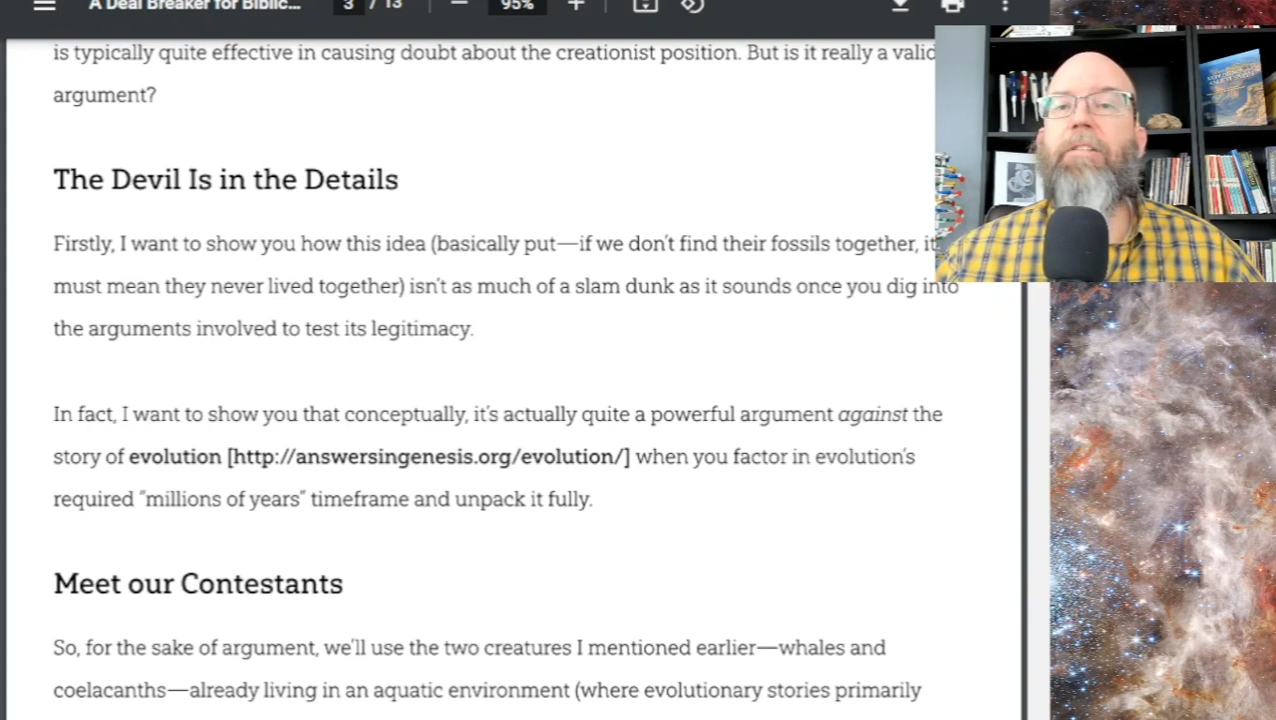 A Deal Breaker for Biblic...
3 / 13
95%
is typically quite effective in causing doubt about the creationist position. But is it really a valid
argument?
The Devil Is in the Details
Firstly, I want to show you how this idea (basically put—if we don't find their fossils together, it
must mean they never lived together) isn't as much of a slam dunk as it sounds once you dig into
the arguments involved to test its legitimacy.
In fact, I want to show you that conceptually, it's actually quite a powerful argument against the
story of evolution [http://answersingenesis.org/evolution/] when you factor in evolution's
required "millions of years" timeframe and unpack it fully.
Meet our Contestants
So, for the sake of argument, we'll use the two creatures I mentioned earlier—whales and
coelacanths—already living in an aquatic environment (where evolutionary stories primarily